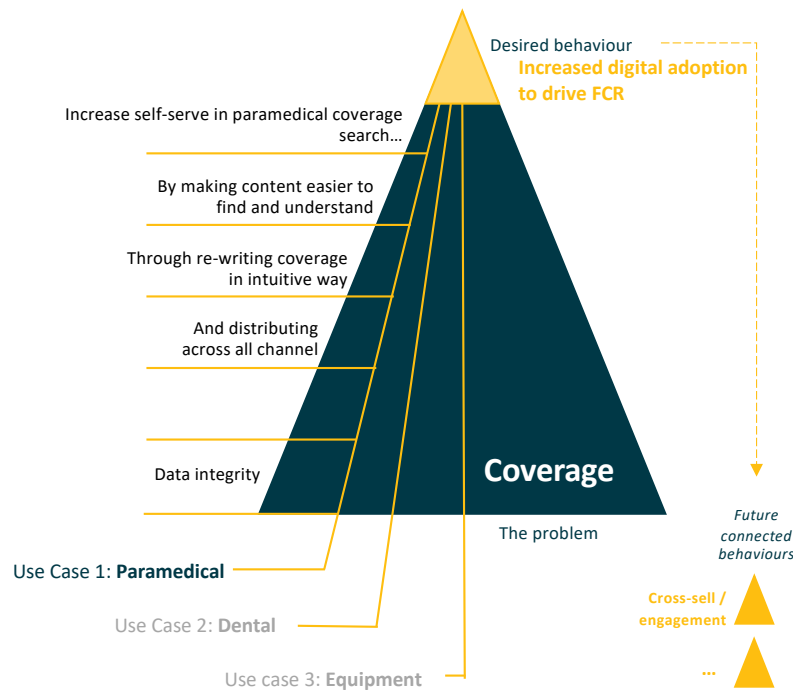 Desired behaviour
Increased digital adoption
to drive FCR
Increase self-serve in paramedical coverage
search…
By making content easier to
find and understand
Through re-writing coverage
in intuitive way
And distributing
across all channel
Data integrity
Coverage
The problem
Future
connected
behaviours
Use Case 1: Paramedical
Cross-sell /
engagement
Use Case 2: Dental
Use case 3: Equipment
…